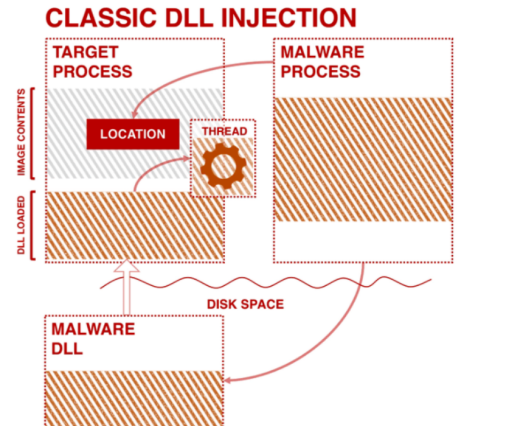 CLASSIC DLL INJECTION
TARGET
PROCESS
MALWARE
PROCESS
IMAGE CONTENTS
LOCATION
THREAD
DLL LOADED
DISK SPACE
MALWARE
DLL